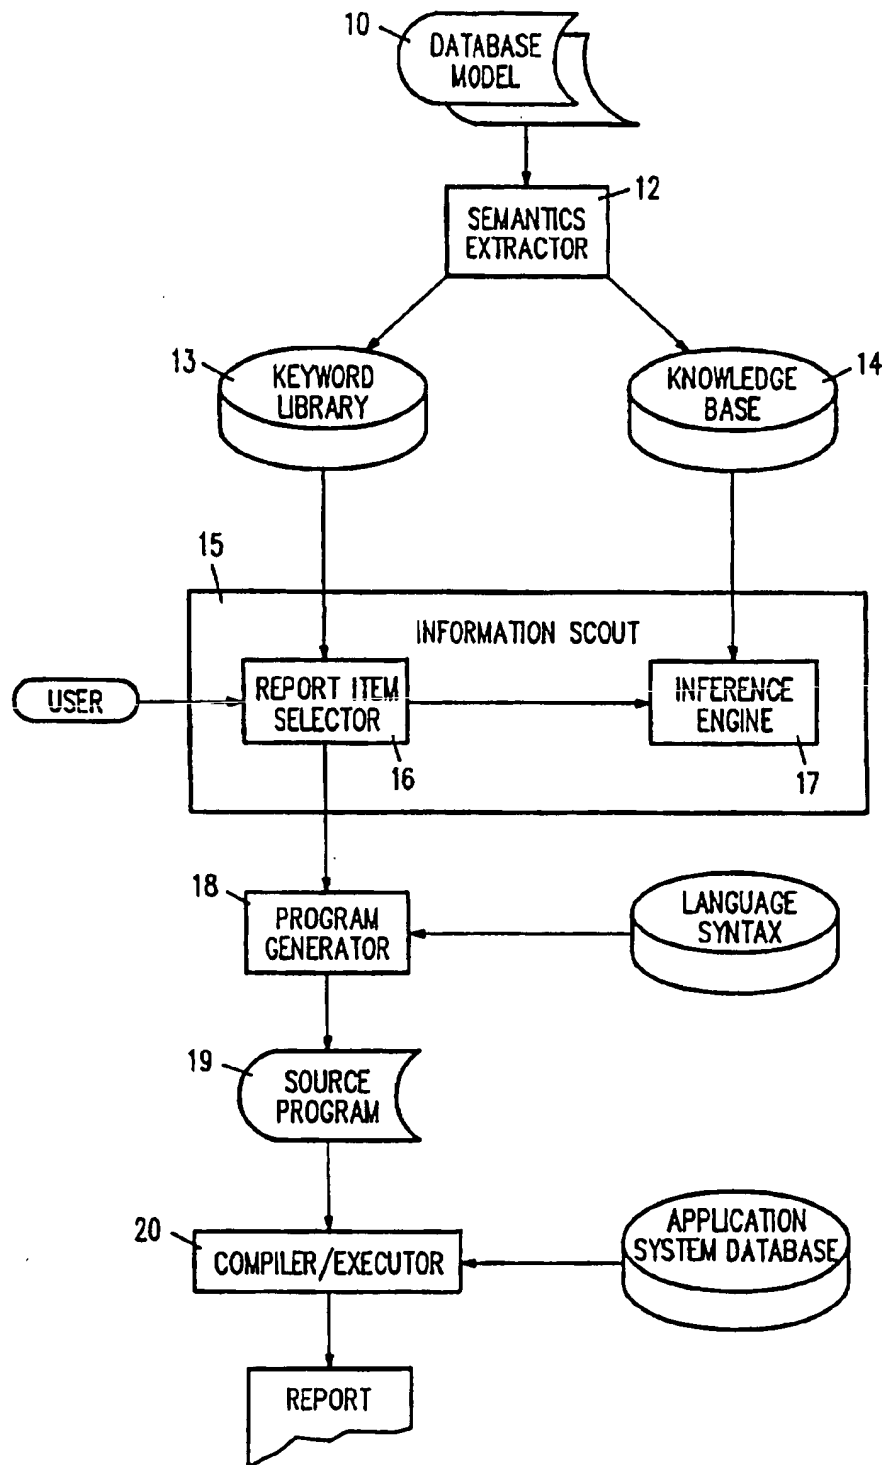 10
DATABASE
MODEL
12
SEMANTICS
EXTRACTOR
13
KEYWORD
LIBRARY
KNOWLEDGE
BASE
14
15
INFORMATION SCOUT
USER
REPORT ITEM
SELECTOR
16
INFERENCE
ENGINE
17
18
PROGRAM
GENERATOR
LANGUAGE
SYNTAX
19
SOURCE
PROGRAM
20
COMPILER/EXECUTOR
APPLICATION
SYSTEM DATABASE
REPORT